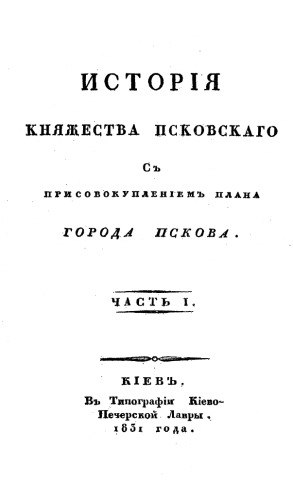 ИСТОРІЯ
КНЯЖЕСТВА ПСКОВСКАГО
Съ
ПРИСОВОКУПЛЕНІЕМЪ ПЛАНА
ГОРОДА ПСКОВА.
ЧАСТЬ I.
КІЕВЪ,
Въ Типографіи Кіево-
Печерской Лавры,
1831 года.